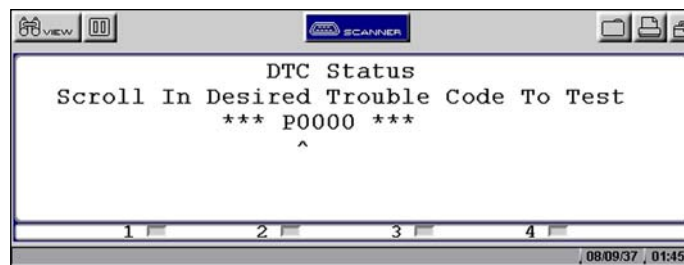 VIEW
SCANNER
DTC Status
Scroll In Desired Trouble Code To Test
*** P0000 ***
^
1 2 3 4
08/09/37 01:45